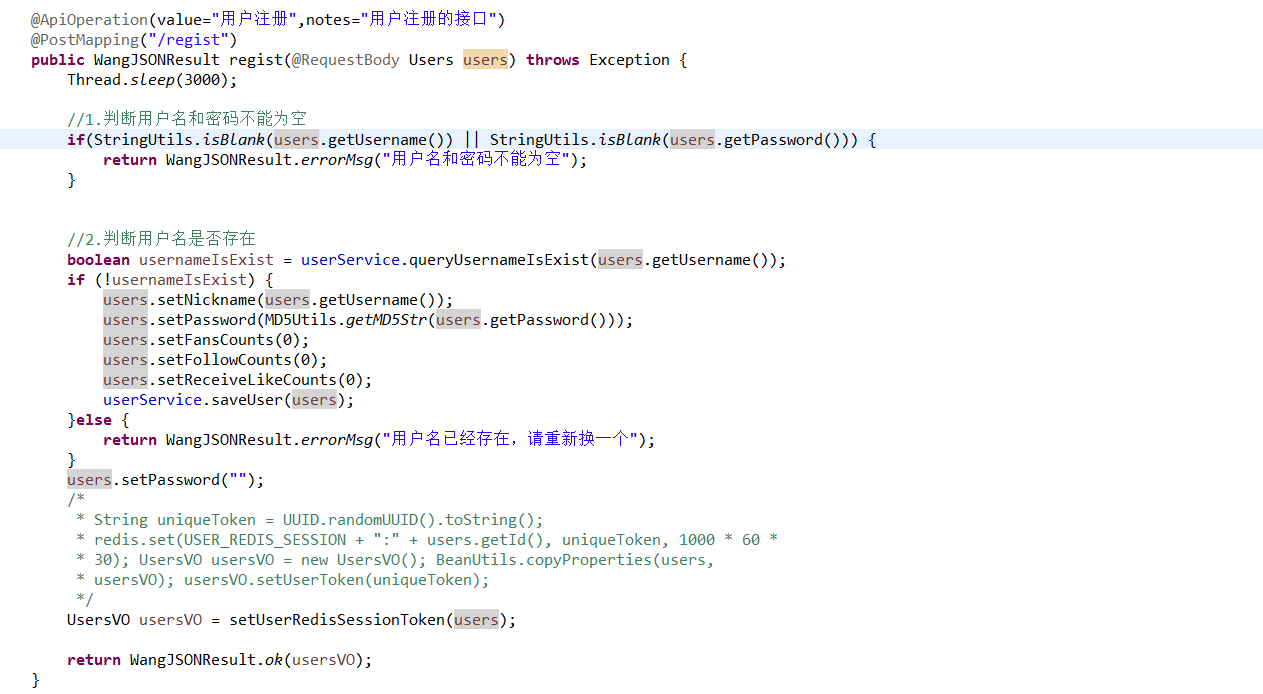 @ApiOperation(value="用户注册",notes="用户注册的接口")
@PostMapping("/regist")
public WangJSONResult regist(@RequestBody Users users) throws Exception {
Thread.sleep(3000);
//1.判断用户名和密码不能为空
if(StringUtils.isBlank(users.getUsername()) || StringUtils.isBlank(users.getPassword())) {
return WangJSONResult.errorMsg("用户名和密码不能为空");
}
//2.判断用户名是否存在
boolean usernameIsExist = userService.queryUsernameIsExist(users.getUsername());
if (!usernameIsExist) {
users.setNickname(users.getUsername());
users.setPassword(MD5Utils.getMD5Str(users.getPassword()));
users.setFansCounts(0);
users.setFollowCounts(0);
users.setReceiveLikeCounts(0);
userService.saveUser(users);
}else {
return WangJSONResult.errorMsg("用户名已经存在，请重新换一个");
}
users.setPassword("");
/*
* String uniqueToken = UUID.randomUUID().toString();
* redis.set(USER_REDIS_SESSION + ":" + users.getId(), uniqueToken, 1000 * 60 *
* 30); UsersVO usersVO = new UsersVO(); BeanUtils.copyProperties(users,
* usersVO); usersVO.setUserToken(uniqueToken);
*/
UsersVO usersVO = setUserRedisSessionToken(users);
return WangJSONResult.ok(usersVO);
}